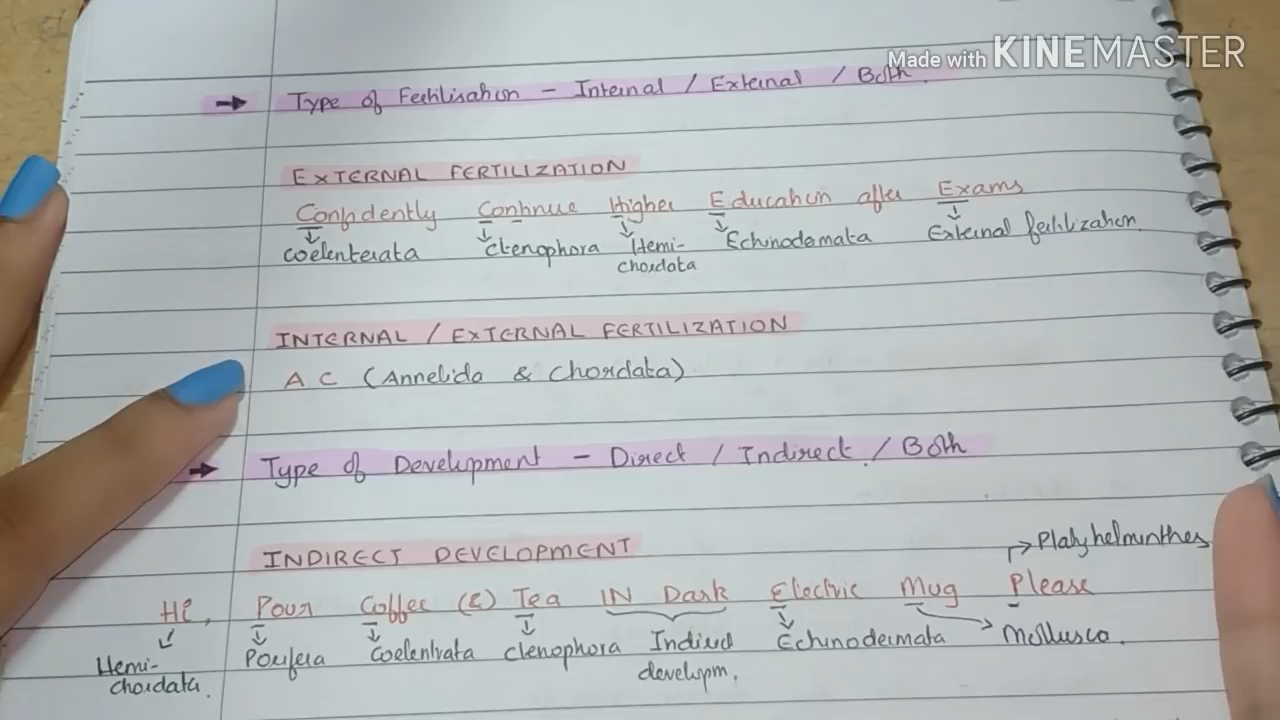 Made with KINEMASTER
→ Type of Fertilisation - Internal / External / Both.
EXTERNAL FERTILIZATION
Confidently Continue Higher Education after Exams
↓ ↓ ↓ ↓ ↓
Coelenterata Ctenophora Hemi- Echinodemata External fertilization.
chordata
INTERNAL / EXTERNAL FERTILIZATION
A C (Annelida & Chordata)
→ Type of Development - Direct / Indirect / Both
INDIRECT DEVELOPMENT
→ Platyhelminthes
Hi, Pour Coffee (&) Tea IN Dark Electric Mug Please
Hemi- Porifera Coelentrata Ctenophora Indirect Echinodermata → Mollusca.
chordata. developm.